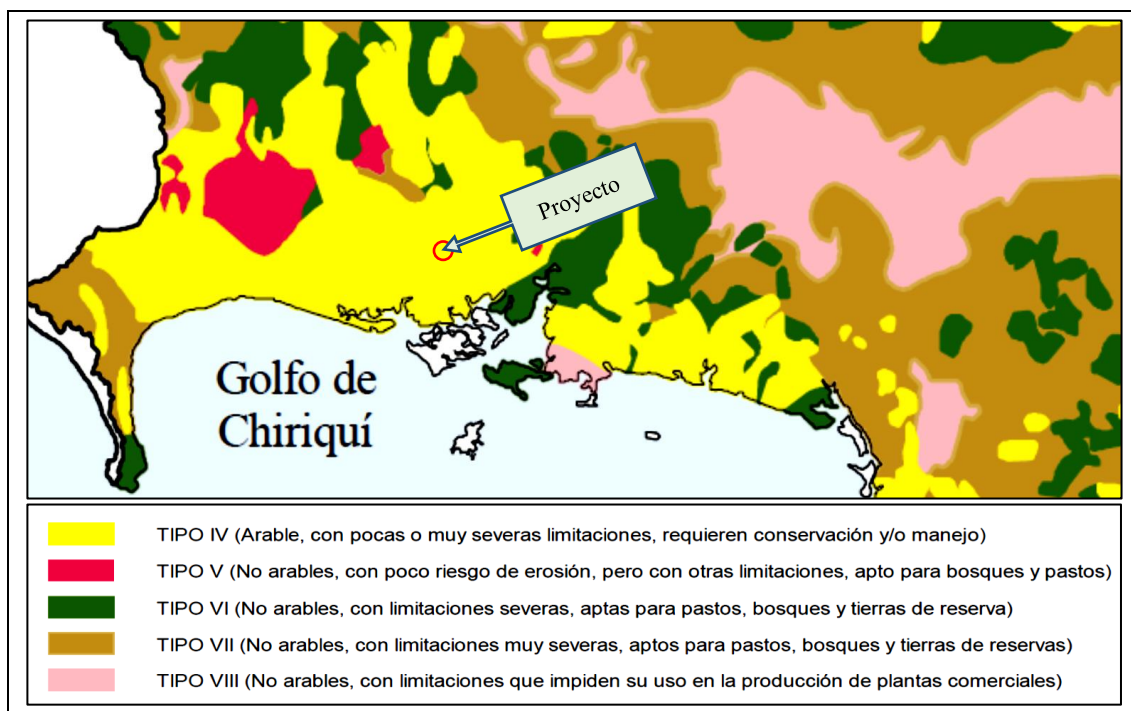 Proyecto
Golfo de
Chiriquí
TIPO IV (Arable, con pocas o muy severas limitaciones, requieren conservación y/o manejo)
TIPO V (No arables, con poco riesgo de erosión, pero con otras limitaciones, apto para bosques y pastos)
TIPO VI (No arables, con limitaciones severas, aptas para pastos, bosques y tierras de reserva)
TIPO VII (No arables, con limitaciones muy severas, aptos para pastos, bosques y tierras de reservas)
TIPO VIII (No arables, con limitaciones que impiden su uso en la producción de plantas comerciales)